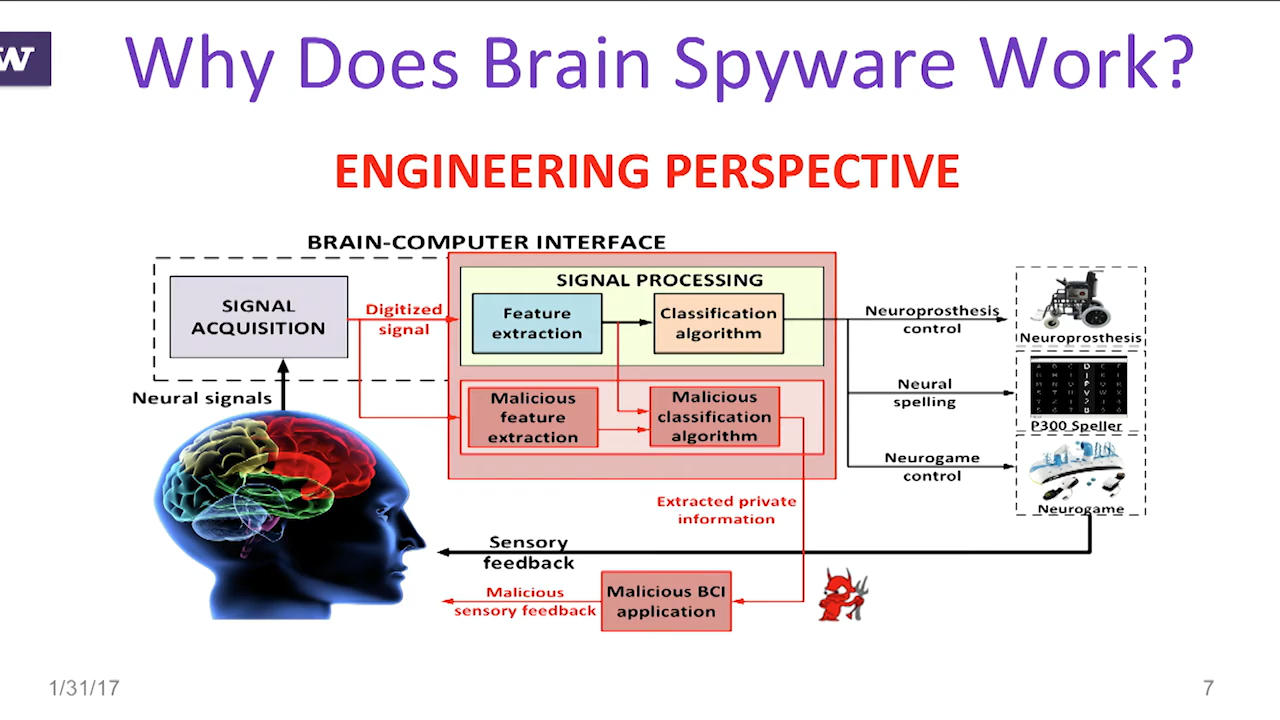 W
Why Does Brain Spyware Work?
ENGINEERING PERSPECTIVE
BRAIN-COMPUTER INTERFACE
SIGNAL
ACQUISITION
Digitized
signal
SIGNAL PROCESSING
Feature
extraction
Classification
algorithm
Neuroprosthesis
control
Neuroprosthesis
Neural signals
Malicious
feature
extraction
Malicious
classification
algorithm
Neural
spelling
P300 Speller
Neurogame
control
Neurogame
Extracted private
information
Sensory
feedback
Malicious
sensory feedback
Malicious BCI
application
1/31/17
7